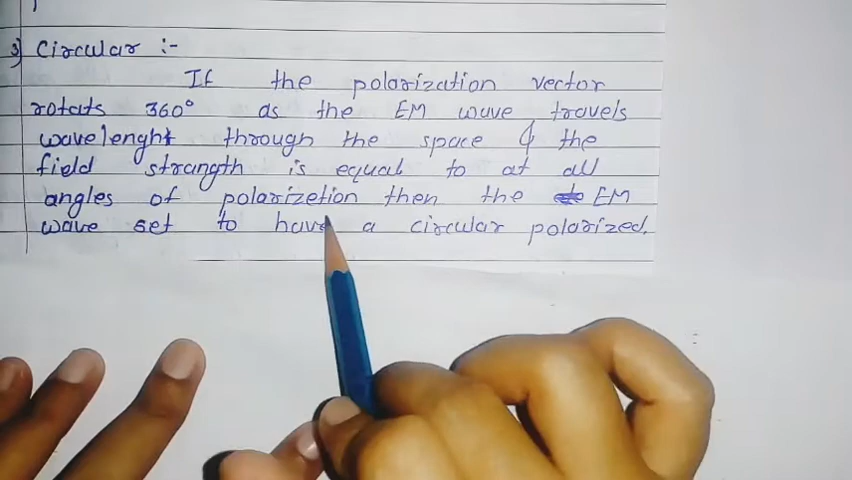 3) Circular :-
If the polarization vector
rotats 360° as the EM wave travels
wavelenght through the space & the
field strangth is equal to at all
angles of polarizetion then the EM
wave set to have a circular polarized.